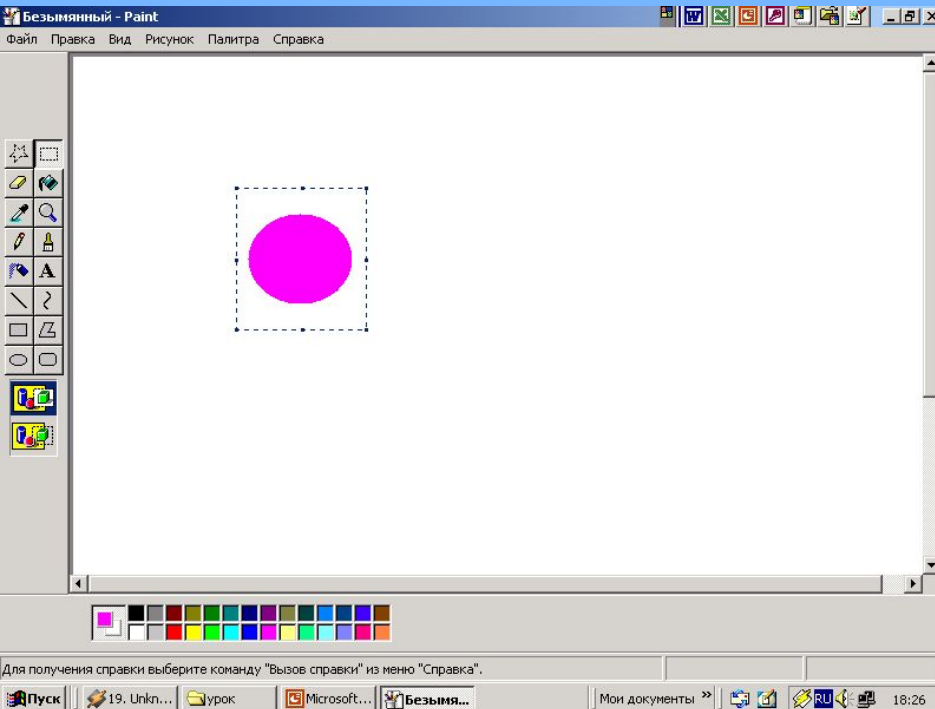 Безымянный - Paint
Файл Правка Вид Рисунок Палитра Справка
A
Для получения справки выберите команду "Вызов справки" из меню "Справка".
Пуск 19. Unkn... урок Microsoft... Безымя... Мои документы » RU 18:26